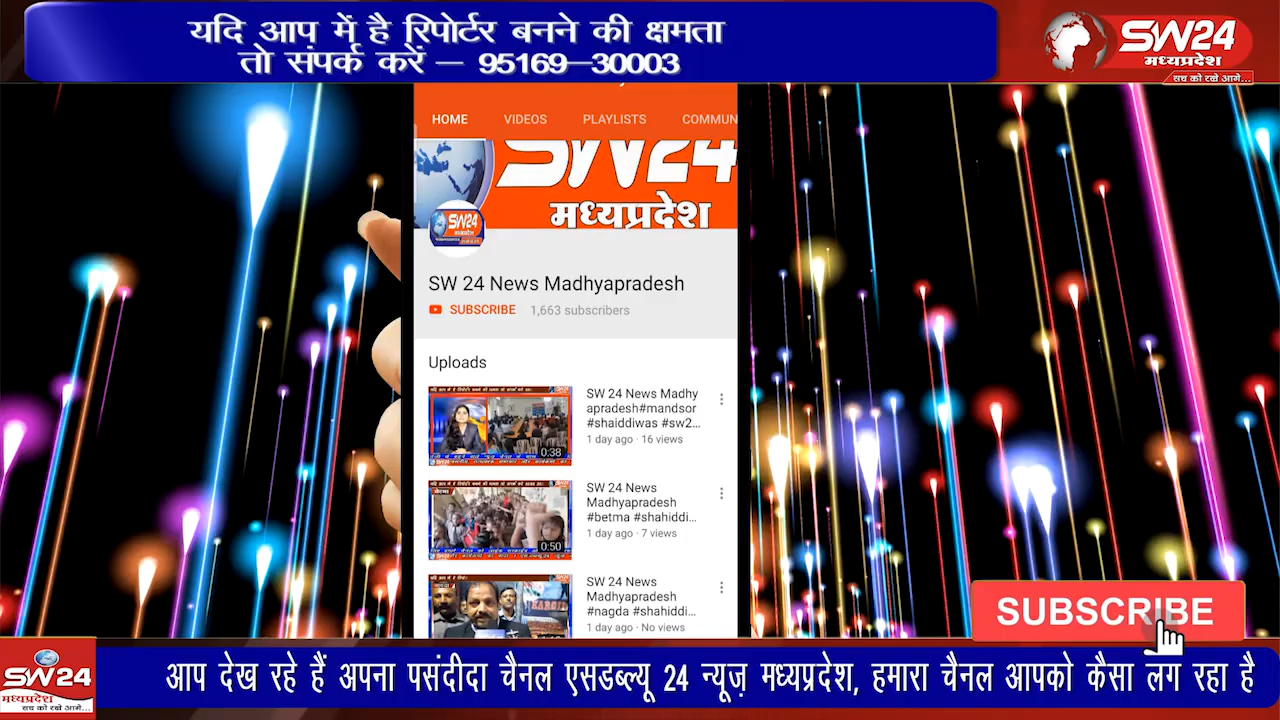 यदि आप में है रिपोर्टर बनने की क्षमता
तो संपर्क करें – 95169–30003
SW24
मध्यप्रदेश
सच को रखे आगे...
HOME VIDEOS PLAYLISTS COMMUN
SW24
मध्यप्रदेश
SW24
SW 24 News Madhyapradesh
SUBSCRIBE 1,663 subscribers
Uploads
SW 24 News Madhy
apradesh#mandsor
#shaiddiwas #sw2...
1 day ago · 16 views
0:38
SW 24 News
Madhyapradesh
#betma #shahiddi...
1 day ago · 7 views
0:50
SW 24 News
Madhyapradesh
#nagda #shahiddi...
1 day ago · No views
SUBSCRIBE
SW24
मध्यप्रदेश
सच को रखे आगे...
आप देख रहे हैं अपना पसंदीदा चैनल एसडब्ल्यू 24 न्यूज़ मध्यप्रदेश, हमारा चैनल आपको कैसा लग रहा है